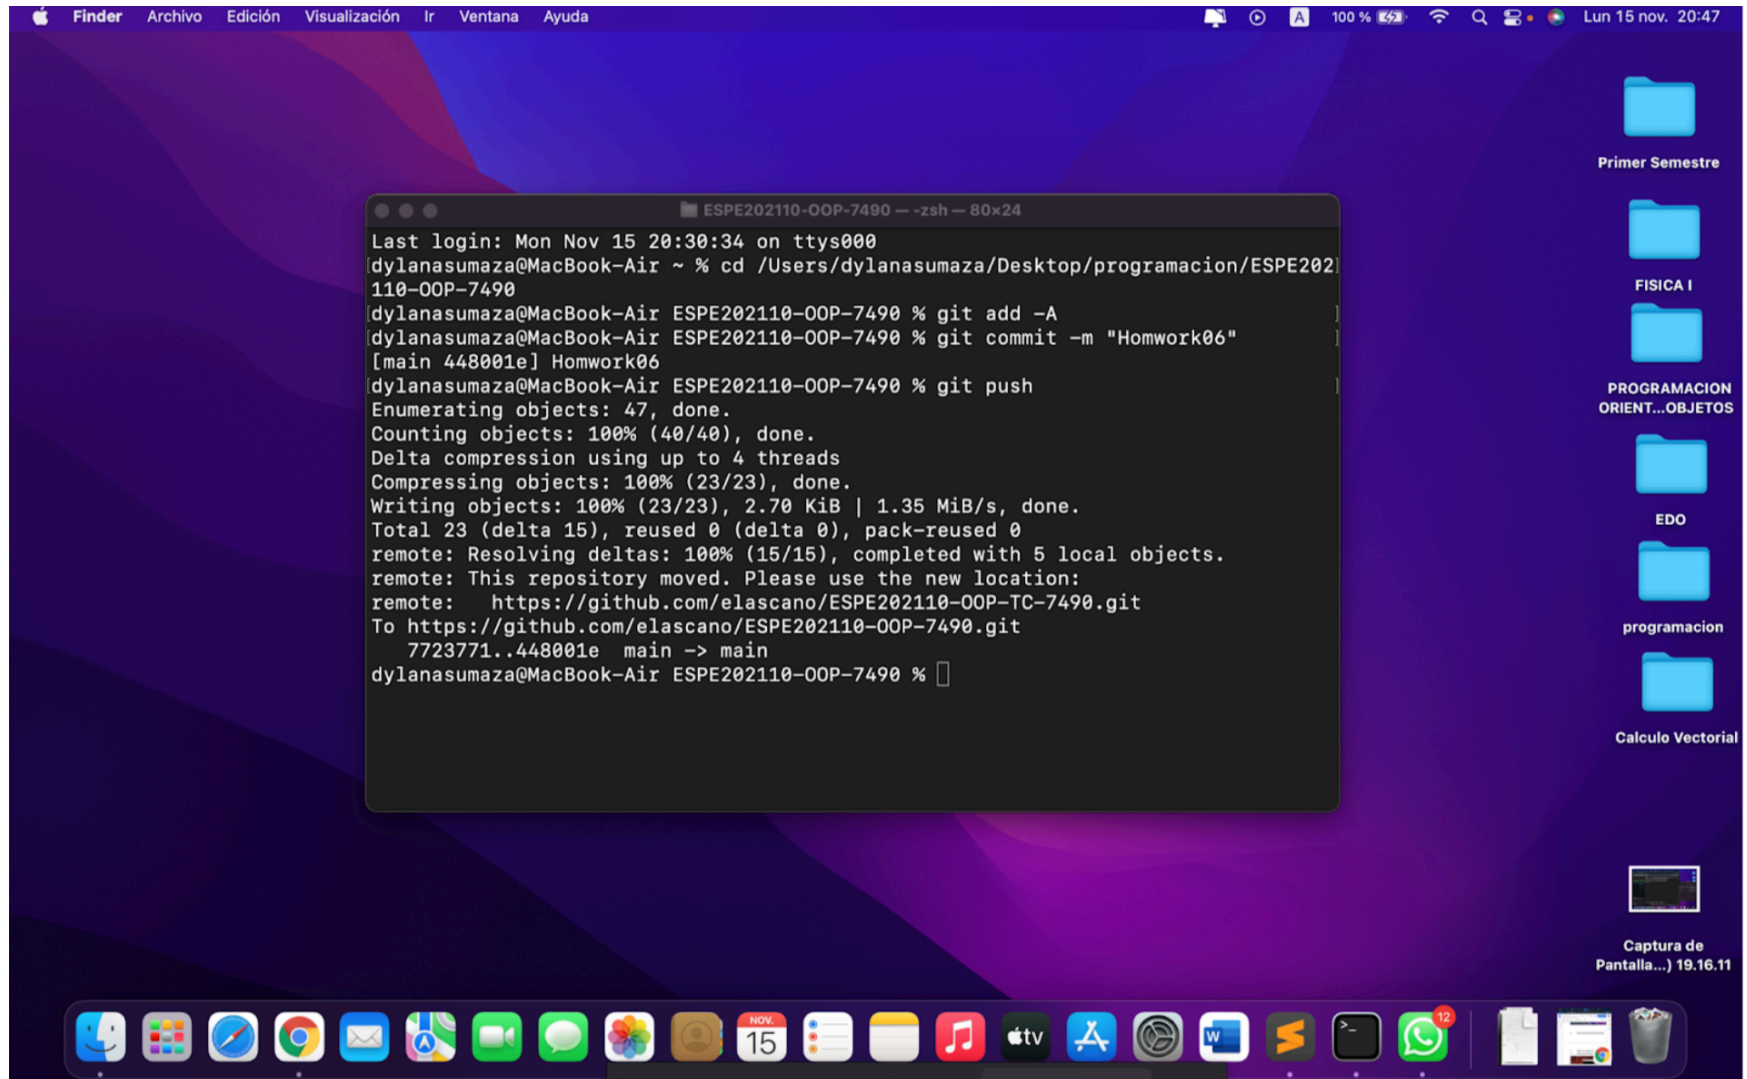 Finder Archivo Edición Visualización Ir Ventana Ayuda A 100 % Lun 15 nov. 20:47
ESPE202110-OOP-7490 — -zsh — 80×24
Last login: Mon Nov 15 20:30:34 on ttys000
[dylanasumaza@MacBook-Air ~ % cd /Users/dylanasumaza/Desktop/programacion/ESPE202]
110-OOP-7490
[dylanasumaza@MacBook-Air ESPE202110-OOP-7490 % git add -A ]
[dylanasumaza@MacBook-Air ESPE202110-OOP-7490 % git commit -m "Homwork06" ]
[main 448001e] Homwork06
[dylanasumaza@MacBook-Air ESPE202110-OOP-7490 % git push ]
Enumerating objects: 47, done.
Counting objects: 100% (40/40), done.
Delta compression using up to 4 threads
Compressing objects: 100% (23/23), done.
Writing objects: 100% (23/23), 2.70 KiB | 1.35 MiB/s, done.
Total 23 (delta 15), reused 0 (delta 0), pack-reused 0
remote: Resolving deltas: 100% (15/15), completed with 5 local objects.
remote: This repository moved. Please use the new location:
remote:   https://github.com/elascano/ESPE202110-OOP-TC-7490.git
To https://github.com/elascano/ESPE202110-OOP-7490.git
   7723771..448001e  main -> main
dylanasumaza@MacBook-Air ESPE202110-OOP-7490 %
Primer Semestre
FISICA I
PROGRAMACION
ORIENT...OBJETOS
EDO
programacion
Calculo Vectorial
Captura de
Pantalla...) 19.16.11
NOV.
15
tv
W
>_
12